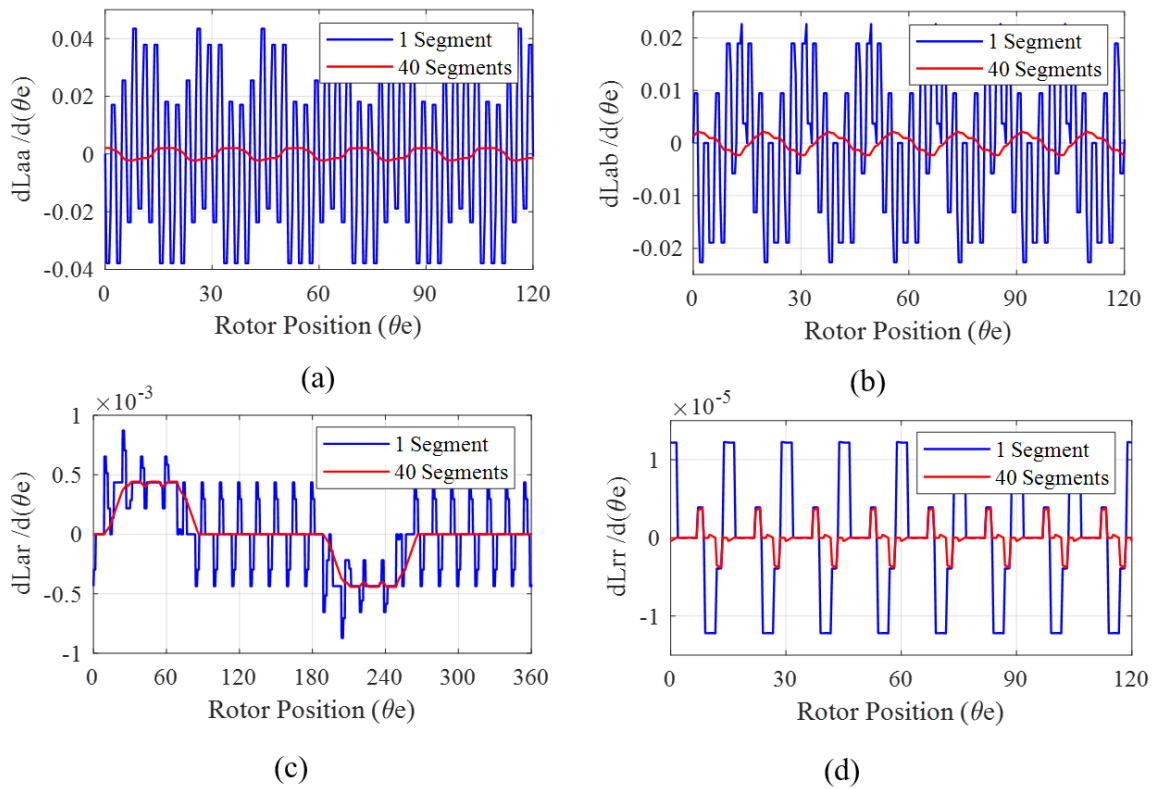 dLaa /d(θe)
0.04
0.02
0
-0.02
-0.04
1 Segment
40 Segments
0 30 60 90 120
Rotor Position (θe)
(a)
dLab /d(θe)
0.02
0.01
0
-0.01
-0.02
1 Segment
40 Segments
0 30 60 90 120
Rotor Position (θe)
(b)
×10-3
dLar /d(θe)
1
0.5
0
-0.5
-1
1 Segment
40 Segments
0 60 120 180 240 300 360
Rotor Position (θe)
(c)
×10-5
dLrr /d(θe)
1
0
-1
1 Segment
40 Segments
0 30 60 90 120
Rotor Position (θe)
(d)